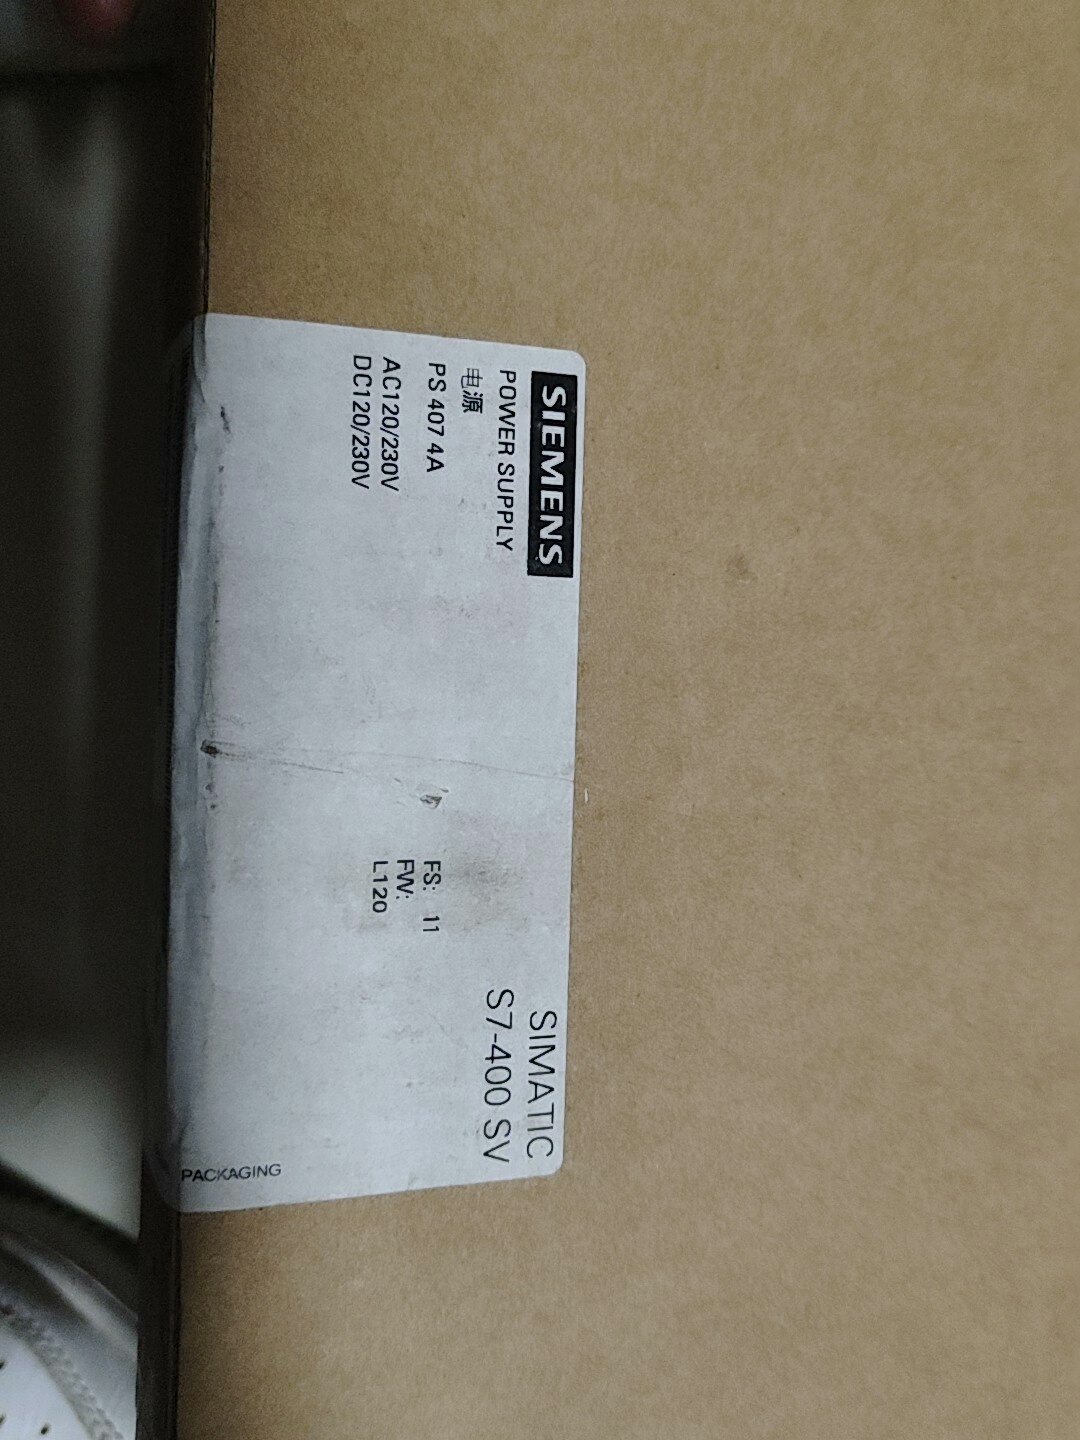 SIEMENS
POWER SUPPLY
电源
PS 407 4A
AC120/230V
DC120/230V
SIMATIC
S7-400 SV
FS: 11
FW:
L120
PACKAGING